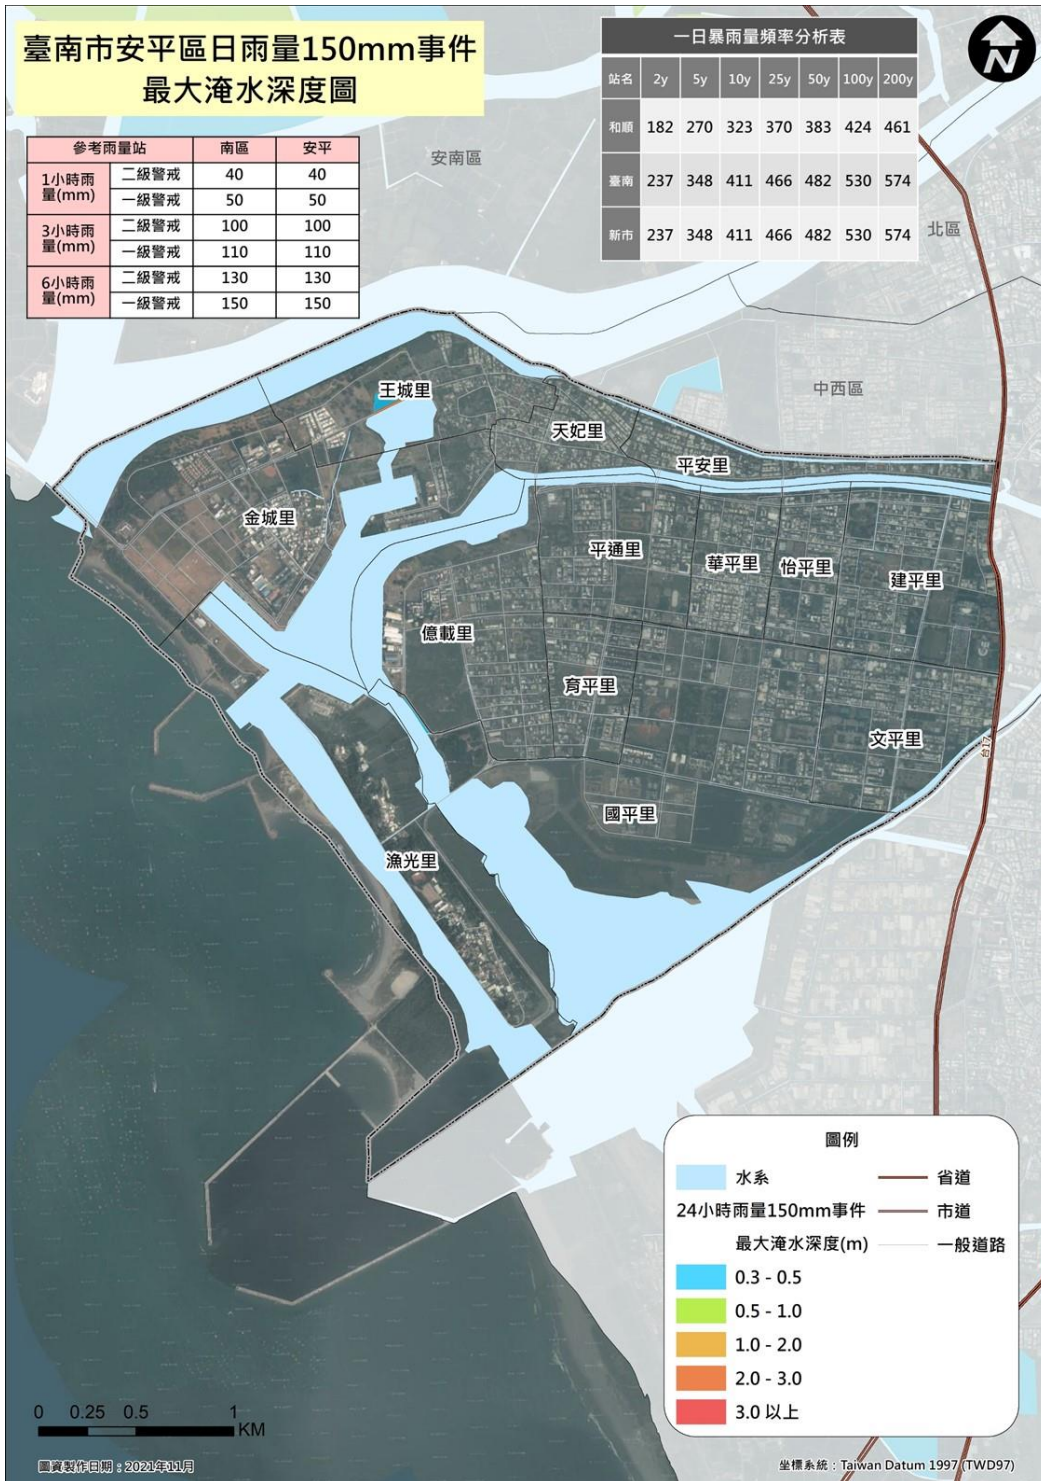 臺南市安平區日雨量150mm事件
最大淹水深度圖
一日暴雨量頻率分析表
站名 2y 5y 10y 25y 50y 100y 200y
和順 182 270 323 370 383 424 461
臺南 237 348 411 466 482 530 574
新市 237 348 411 466 482 530 574
N
參考雨量站 南區 安平
1小時雨量(mm) 二級警戒 40 40
一級警戒 50 50
3小時雨量(mm) 二級警戒 100 100
一級警戒 110 110
6小時雨量(mm) 二級警戒 130 130
一級警戒 150 150
安南區
北區
中西區
王城里
天妃里
平安里
金城里
平通里
華平里
怡平里
建平里
億載里
育平里
文平里
台17
國平里
漁光里
圖例
水系
省道
24小時雨量150mm事件
市道
最大淹水深度(m)
一般道路
0.3 - 0.5
0.5 - 1.0
1.0 - 2.0
2.0 - 3.0
3.0 以上
0 0.25 0.5 1
KM
圖資製作日期：2021年11月
坐標系統：Taiwan Datum 1997 (TWD97)